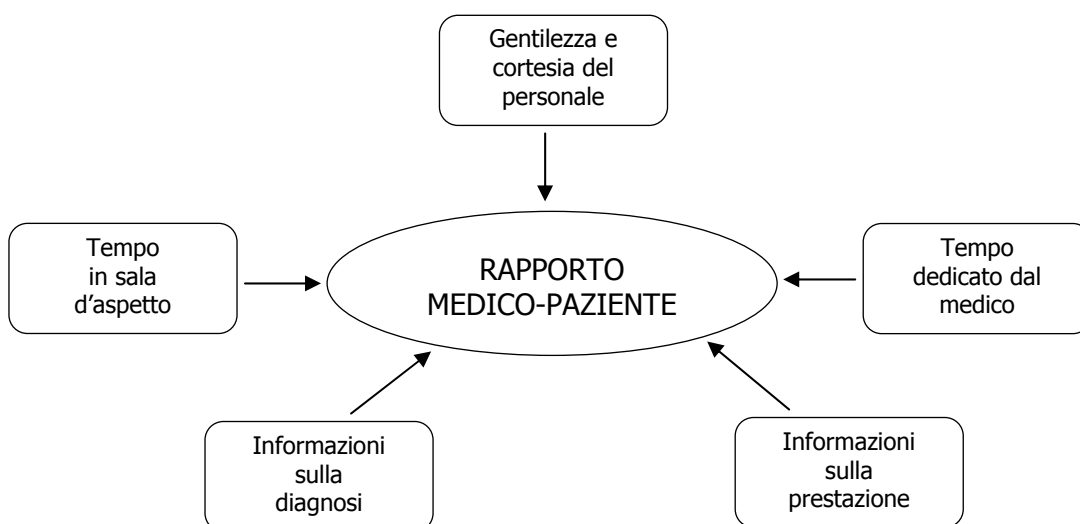 Gentilezza e
cortesia del
personale
Tempo
in sala
d'aspetto
RAPPORTO
MEDICO-PAZIENTE
Tempo
dedicato dal
medico
Informazioni
sulla
diagnosi
Informazioni
sulla
prestazione